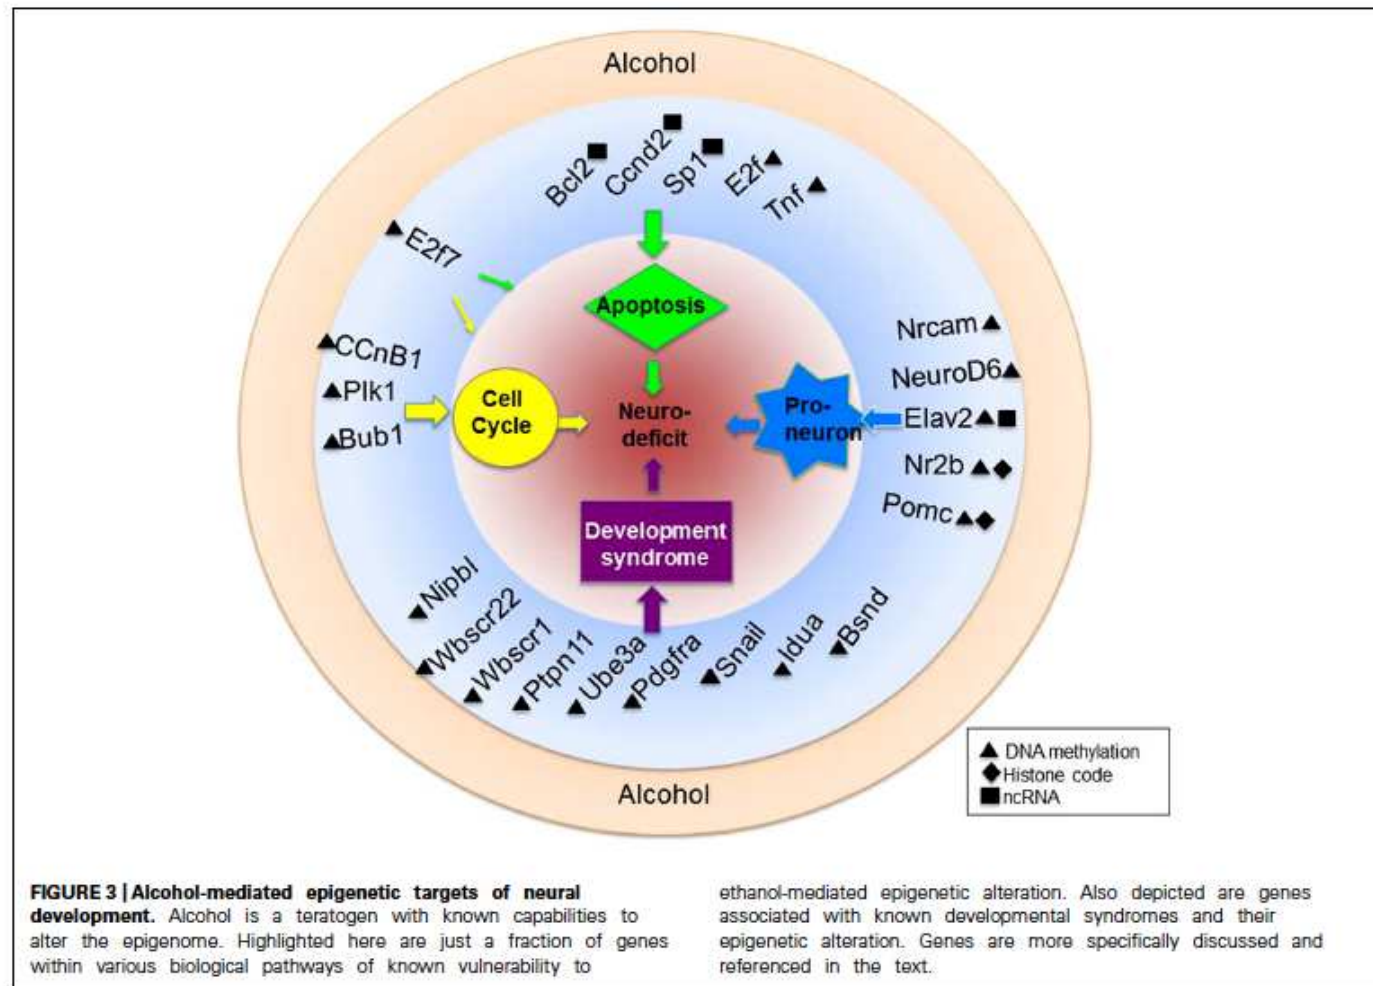 Alcohol
Bcl2
Ccnd2
Sp1
E2f
Tnf
E2f7
CCnB1
Plk1
Bub1
Apoptosis
Cell
Cycle
Neuro-
deficit
Pro-
neuron
Nrcam
NeuroD6
Elav2
Nr2b
Pomc
Development
syndrome
Nipbl
Wbscr22
Wbscr1
Ptpn11
Ube3a
Pdgfra
Snail
Idua
Bsnd
Alcohol
DNA methylation
Histone code
ncRNA
FIGURE 3 | Alcohol-mediated epigenetic targets of neural
development. Alcohol is a teratogen with known capabilities to
alter the epigenome. Highlighted here are just a fraction of genes
within various biological pathways of known vulnerability to
ethanol-mediated epigenetic alteration. Also depicted are genes
associated with known developmental syndromes and their
epigenetic alteration. Genes are more specifically discussed and
referenced in the text.